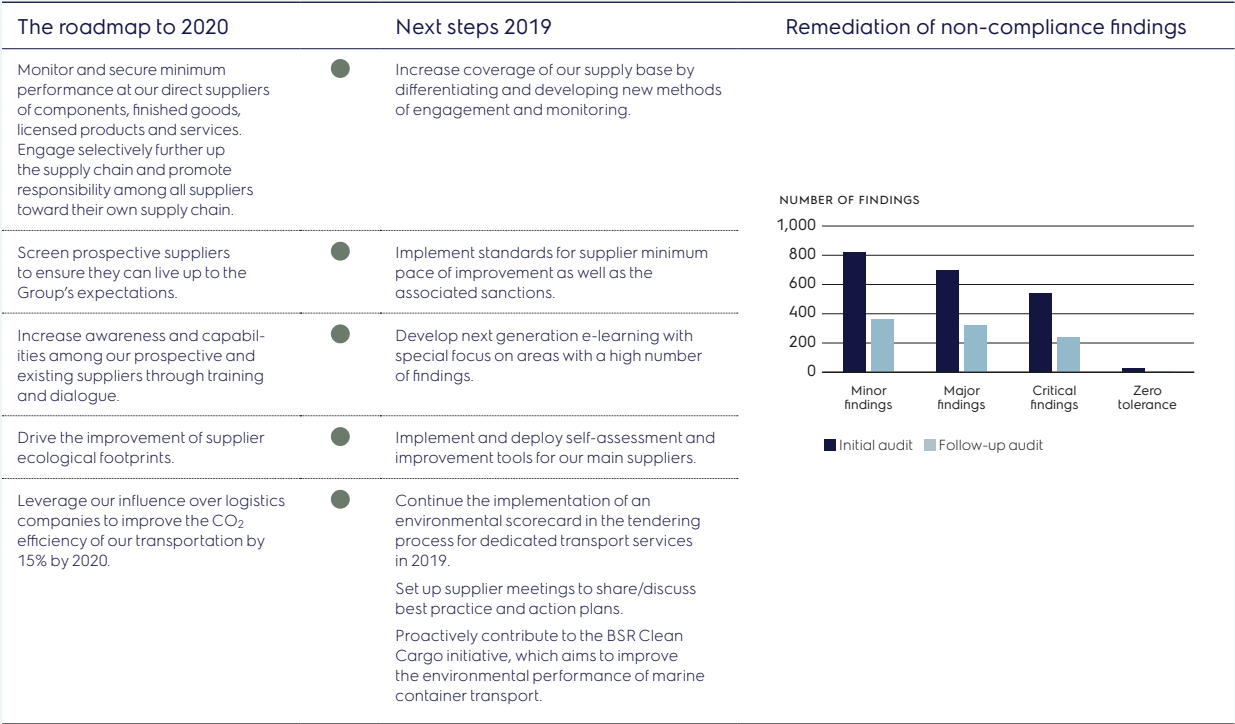 The roadmap to 2020
Next steps 2019
Remediation of non-compliance findings
Monitor and secure minimum
performance at our direct suppliers
of components, finished goods,
licensed products and services.
Engage selectively further up
the supply chain and promote
responsibility among all suppliers
toward their own supply chain.
Increase coverage of our supply base by
differentiating and developing new methods
of engagement and monitoring.
Screen prospective suppliers
to ensure they can live up to the
Group's expectations.
Implement standards for supplier minimum
pace of improvement as well as the
associated sanctions.
Increase awareness and capabil-
ities among our prospective and
existing suppliers through training
and dialogue.
Develop next generation e-learning with
special focus on areas with a high number
of findings.
Drive the improvement of supplier
ecological footprints.
Implement and deploy self-assessment and
improvement tools for our main suppliers.
Leverage our influence over logistics
companies to improve the CO₂
efficiency of our transportation by
15% by 2020.
Continue the implementation of an
environmental scorecard in the tendering
process for dedicated transport services
in 2019.
Set up supplier meetings to share/discuss
best practice and action plans.
Proactively contribute to the BSR Clean
Cargo initiative, which aims to improve
the environmental performance of marine
container transport.
NUMBER OF FINDINGS
1,000
800
600
400
200
0
Minor
findings
Major
findings
Critical
findings
Zero
tolerance
Initial audit
Follow-up audit